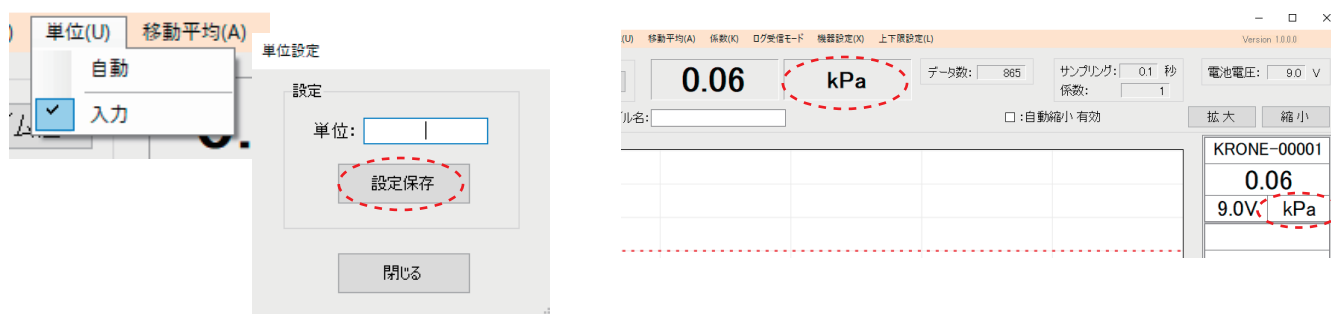 単位(U) 移動平均(A)
自動
入力
単位設定
設定
単位:
設定保存
閉じる
(U) 移動平均(A) 係数(K) ログ受信モード 機器設定(X) 上下限設定(L) Version 1.0.0.0
0.06 kPa データ数: 865 サンプリング: 0.1 秒 電池電圧: 9.0 V
係数: 1
ル名: □:自動縮小 有効 拡大 縮小
KRONE-00001
0.06
9.0V kPa